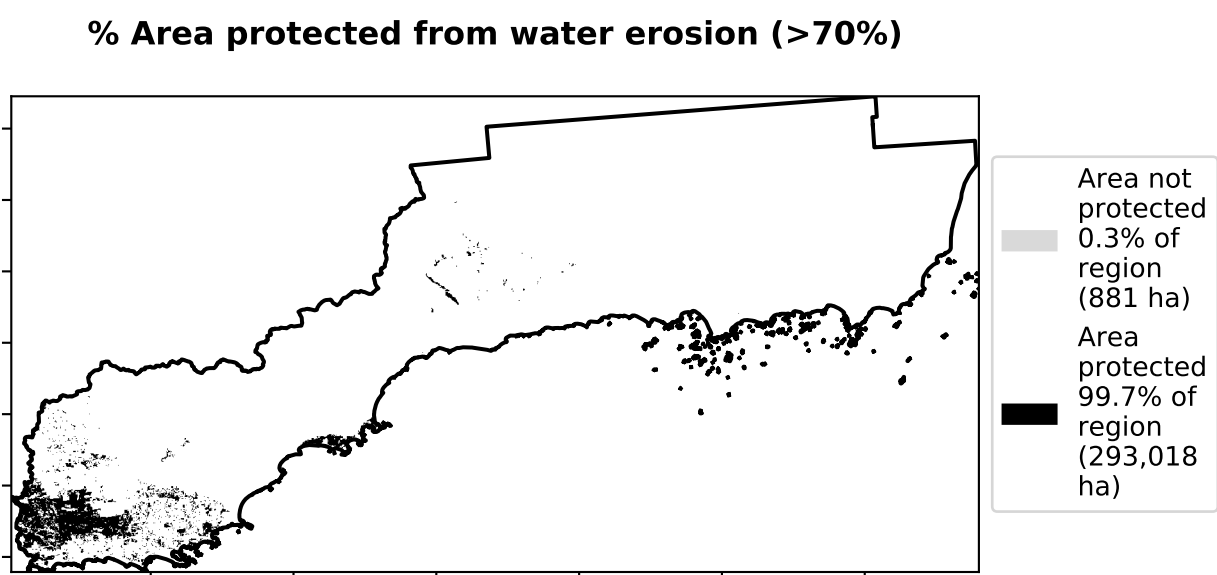 % Area protected from water erosion (>70%)
Area not
protected
0.3% of
region
(881 ha)
Area
protected
99.7% of
region
(293,018
ha)